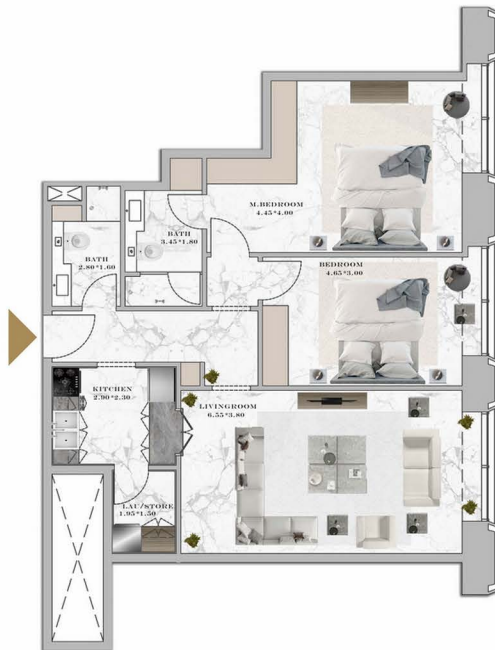 M.BEDROOM
4.45*4.00
BATH
3.45*1.80
BATH
2.80*1.60
BEDROOM
4.65*3.00
KITCHEN
2.90*2.30
LIVINGROOM
6.55*3.80
LAU/STORE
1.95*1.50